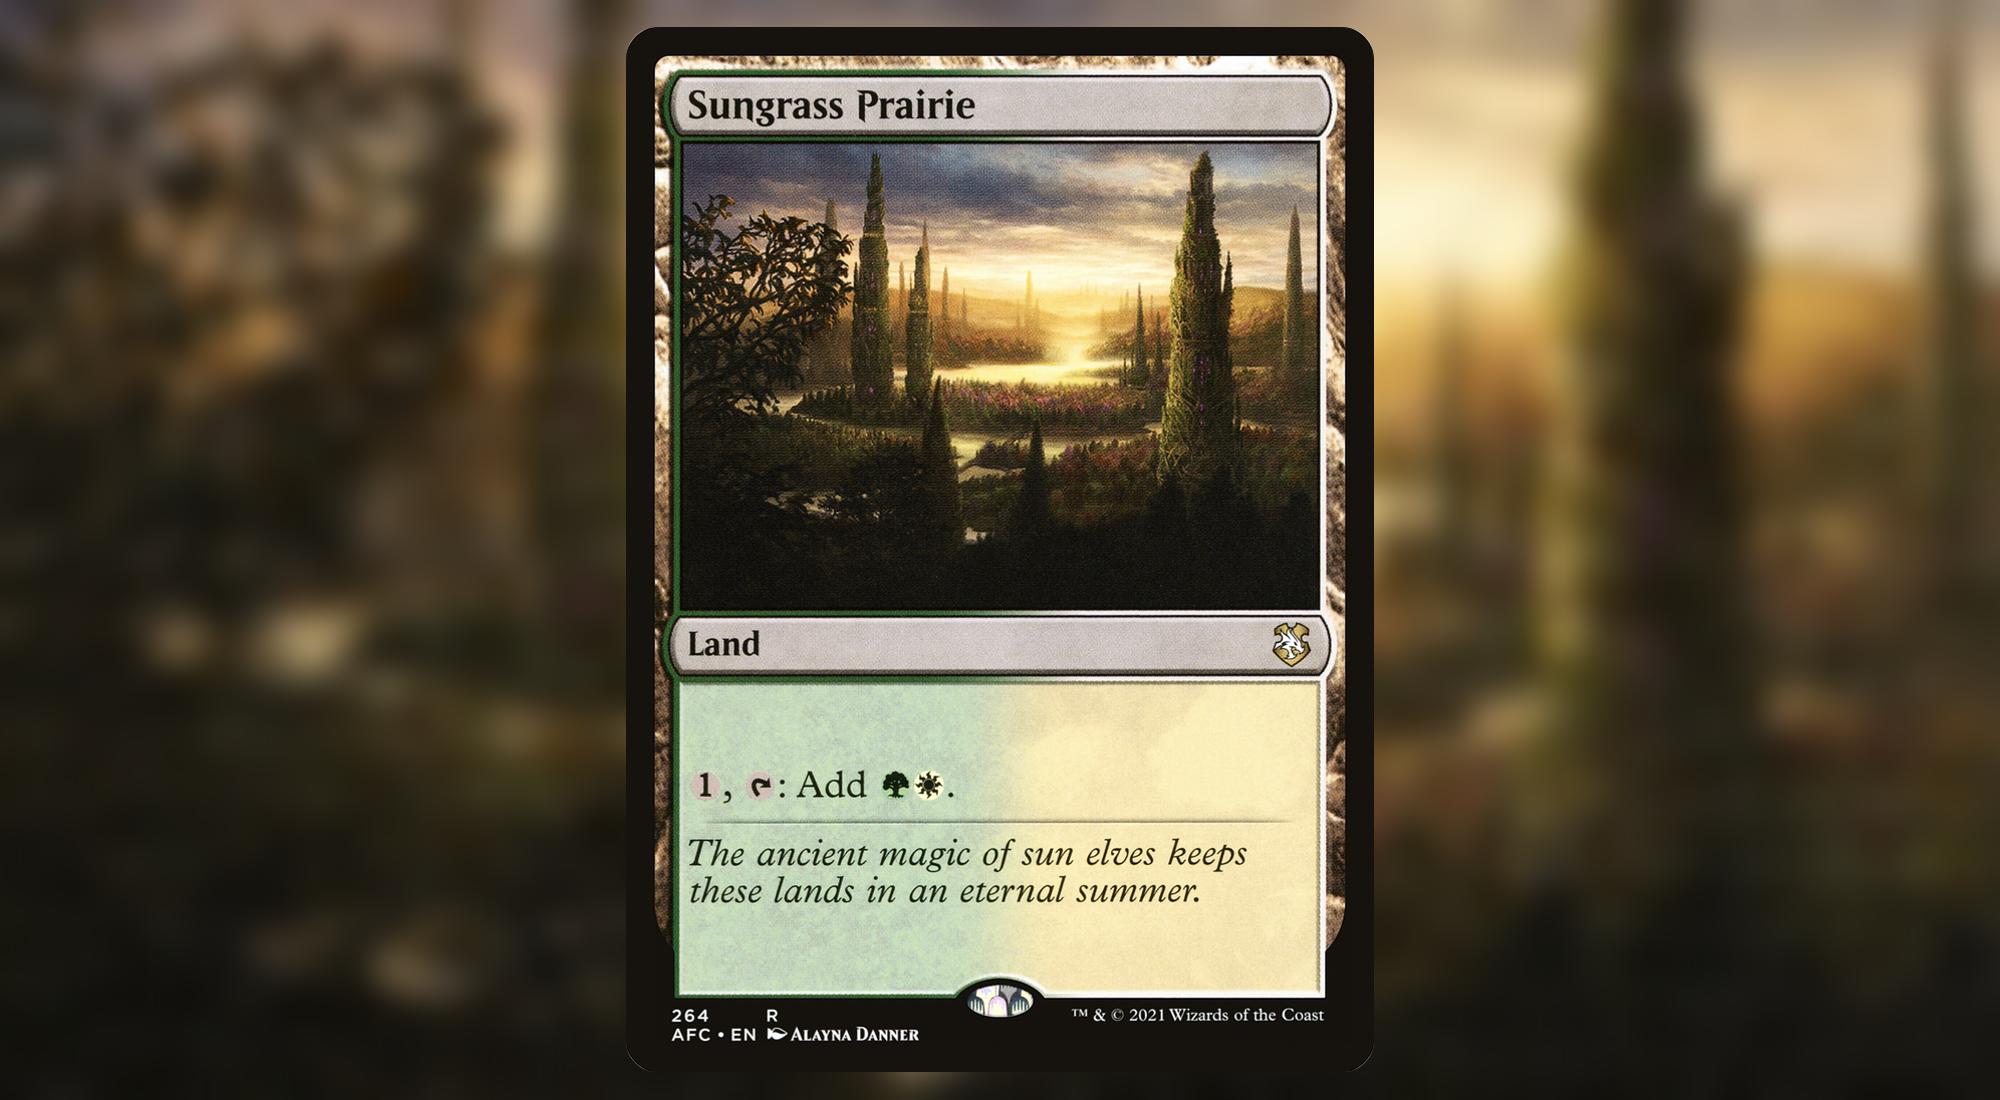 Sungrass Prairie
Land
1, : Add .
The ancient magic of sun elves keeps
these lands in an eternal summer.
264 R
AFC • EN ALAYNA DANNER
™ & © 2021 Wizards of the Coast